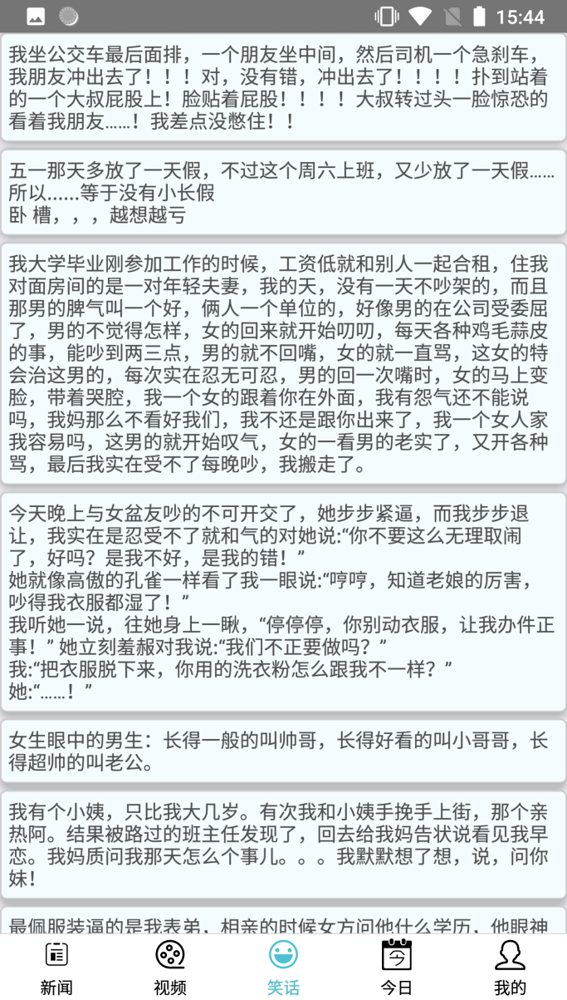 15:44
我坐公交车最后面排，一个朋友坐中间，然后司机一个急刹车，
我朋友冲出去了！！！对，没有错，冲出去了！！！！扑到站着
的一个大叔屁股上！脸贴着屁股！！！！大叔转过头一脸惊恐的
看着我朋友……！我差点没憋住！！
五一那天多放了一天假，不过这个周六上班，又少放了一天假……
所以……等于没有小长假
卧 槽，，，越想越亏
我大学毕业刚参加工作的时候，工资低就和别人一起合租，住我
对面房间的是一对年轻夫妻，我的天，没有一天不吵架的，而且
那男的脾气叫一个好，俩人一个单位的，好像男的在公司受委屈
了，男的不觉得怎样，女的回来就开始叨叨，每天各种鸡毛蒜皮
的事，能吵到两三点，男的就不回嘴，女的就一直骂，这女的特
会治这男的，每次实在忍无可忍，男的回一次嘴时，女的马上变
脸，带着哭腔，我一个女的跟着你在外面，我有怨气还不能说
吗，我妈那么不看好我们，我不还是跟你出来了，我一个女人家
我容易吗，这男的就开始叹气，女的一看男的老实了，又开各种
骂，最后我实在受不了每晚吵，我搬走了。
今天晚上与女盆友吵的不可开交了，她步步紧逼，而我步步退
让，我实在是忍受不了就和气的对她说:“你不要这么无理取闹
了，好吗？是我不好，是我的错！”
她就像高傲的孔雀一样看了我一眼说:“哼哼，知道老娘的厉害，
吵得我衣服都湿了！”
我听她一说，往她身上一瞅，“停停停，你别动衣服，让我办件正
事！” 她立刻羞赧对我说:“我们不正要做吗？”
我:“把衣服脱下来，你用的洗衣粉怎么跟我不一样？”
她:“……！”
女生眼中的男生：长得一般的叫帅哥，长得好看的叫小哥哥，长
得超帅的叫老公。
我有个小姨，只比我大几岁。有次我和小姨手挽手上街，那个亲
热阿。结果被路过的班主任发现了，回去给我妈告状说看见我早
恋。我妈质问我那天怎么个事儿。。。我默默想了想，说，问你
妹！
最佩服装逼的是我表弟，相亲的时候女方问他什么学历，他眼神
新闻
视频
笑话
今日
我的